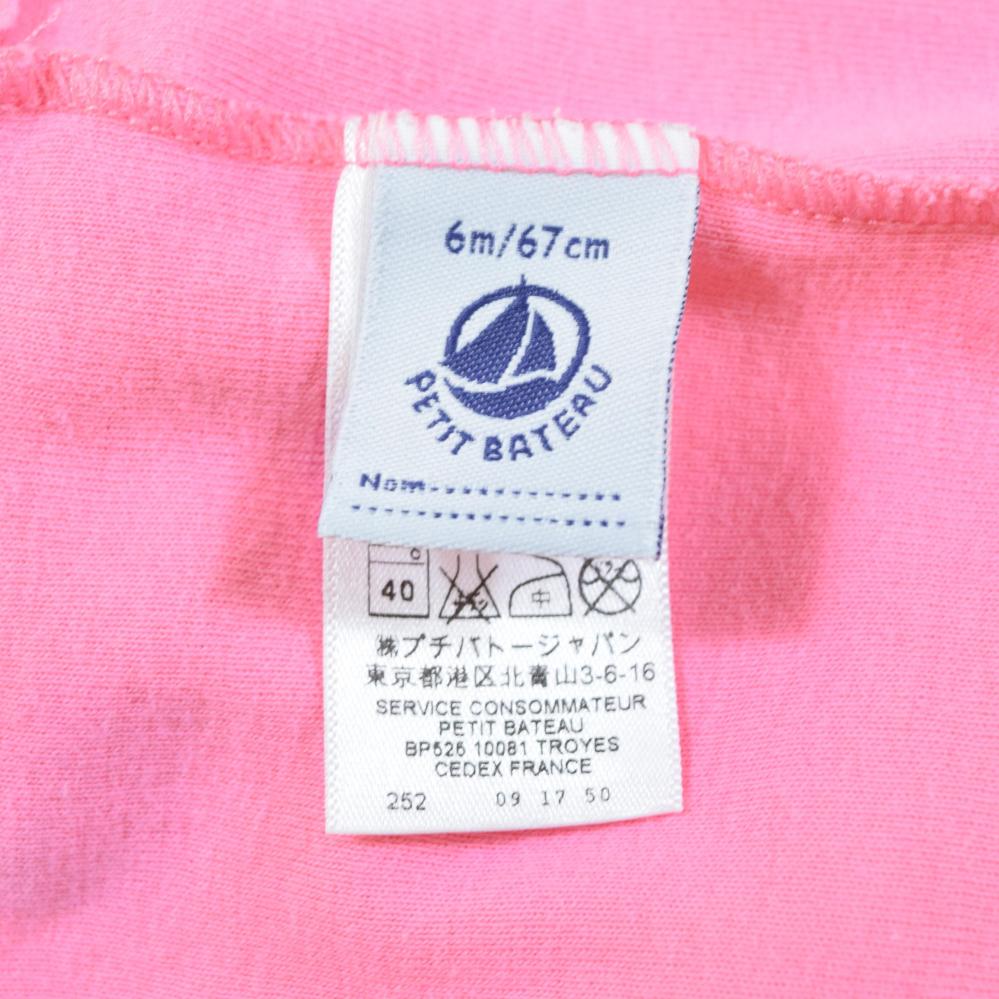 6m/67cm
PETIT BATEAU
Nom
40 中
㈱プチバトージャパン
東京都港区北青山3-6-16
SERVICE CONSOMMATEUR
PETIT BATEAU
BP525 10081 TROYES
CEDEX FRANCE
252 09 17 50